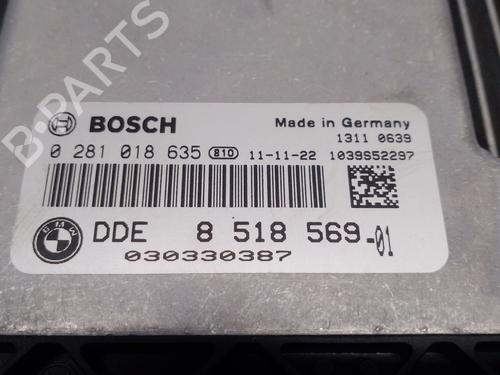 B-PARTS
BOSCH
Made in Germany
1311 0639
0 281 018 635 810 11-11-22 1039S52297
BMW DDE 8 518 569-01
030330387